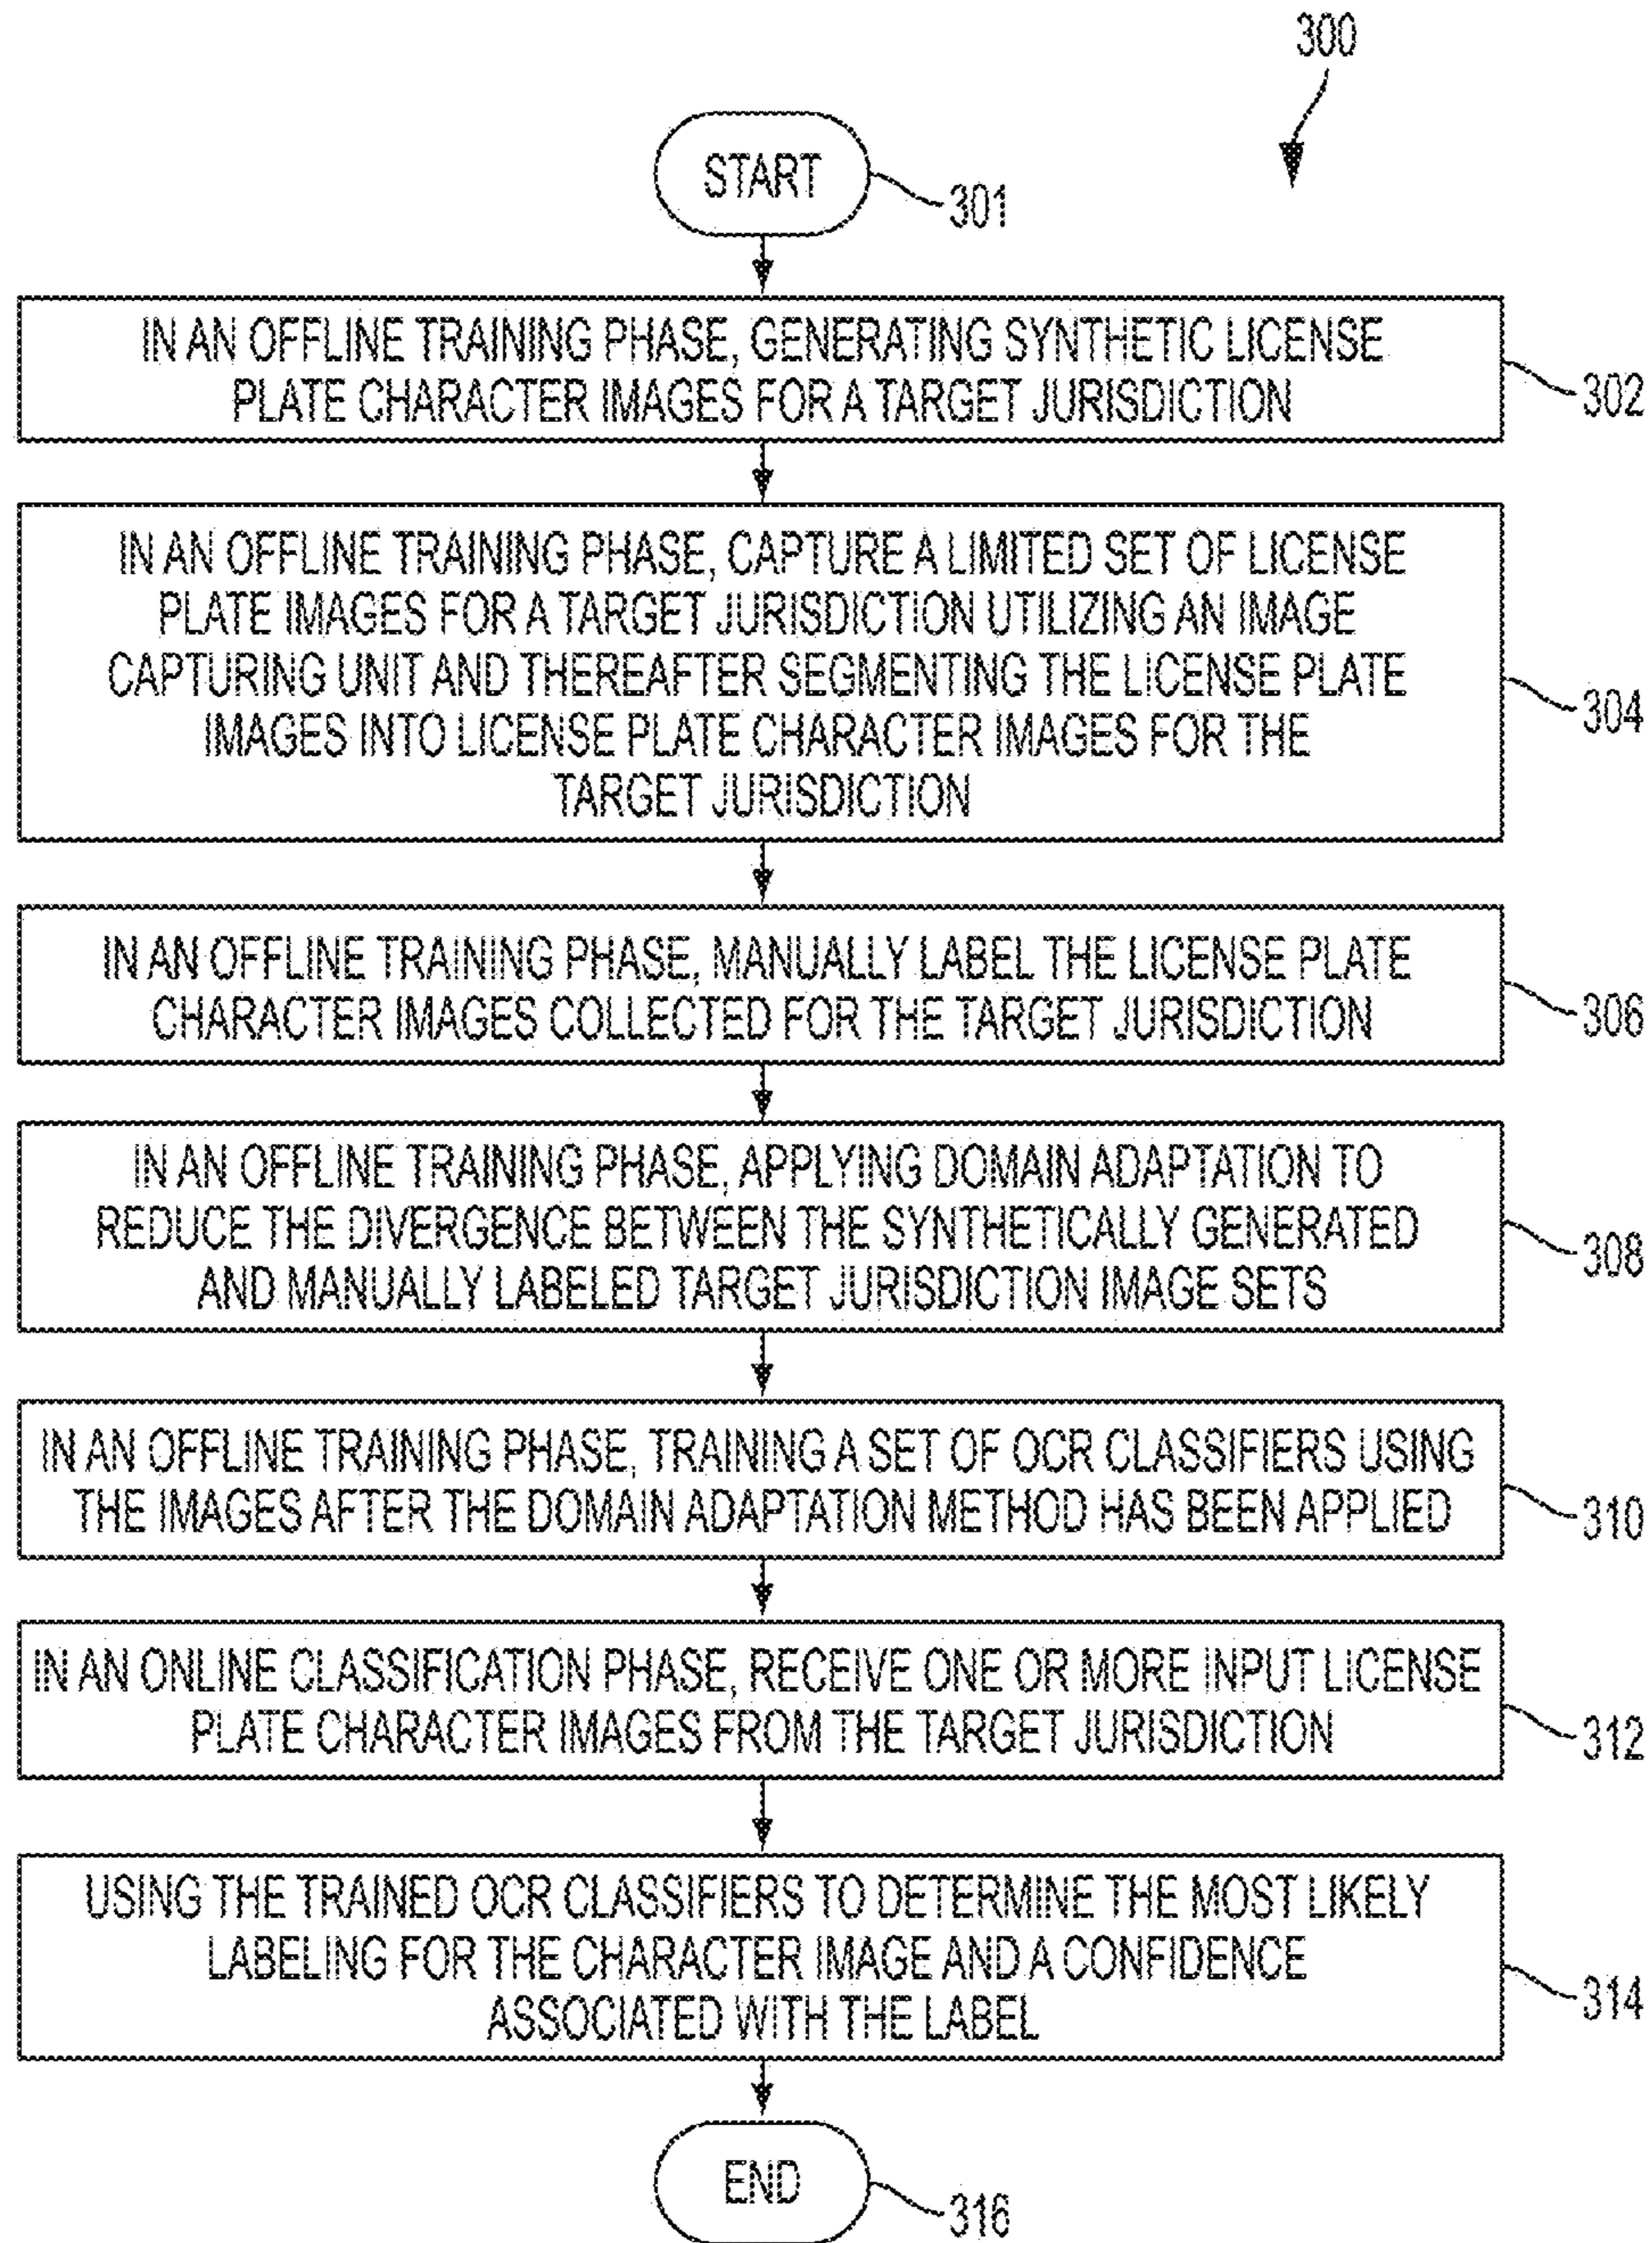 300
START
301
IN AN OFFLINE TRAINING PHASE, GENERATING SYNTHETIC LICENSE
PLATE CHARACTER IMAGES FOR A TARGET JURISDICTION
302
IN AN OFFLINE TRAINING PHASE, CAPTURE A LIMITED SET OF LICENSE
PLATE IMAGES FOR A TARGET JURISDICTION UTILIZING AN IMAGE
CAPTURING UNIT AND THEREAFTER SEGMENTING THE LICENSE PLATE
IMAGES INTO LICENSE PLATE CHARACTER IMAGES FOR THE
TARGET JURISDICTION
304
IN AN OFFLINE TRAINING PHASE, MANUALLY LABEL THE LICENSE PLATE
CHARACTER IMAGES COLLECTED FOR THE TARGET JURISDICTION
306
IN AN OFFLINE TRAINING PHASE, APPLYING DOMAIN ADAPTATION TO
REDUCE THE DIVERGENCE BETWEEN THE SYNTHETICALLY GENERATED
AND MANUALLY LABELED TARGET JURISDICTION IMAGE SETS
308
IN AN OFFLINE TRAINING PHASE, TRAINING A SET OF OCR CLASSIFIERS USING
THE IMAGES AFTER THE DOMAIN ADAPTATION METHOD HAS BEEN APPLIED
310
IN AN ONLINE CLASSIFICATION PHASE, RECEIVE ONE OR MORE INPUT LICENSE
PLATE CHARACTER IMAGES FROM THE TARGET JURISDICTION
312
USING THE TRAINED OCR CLASSIFIERS TO DETERMINE THE MOST LIKELY
LABELING FOR THE CHARACTER IMAGE AND A CONFIDENCE
ASSOCIATED WITH THE LABEL
314
END
316